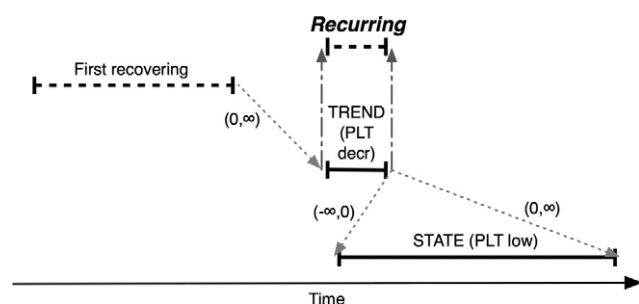 Recurring
First recovering
(0,∞)
TREND
(PLT
decr)
(-∞,0)
(0,∞)
STATE (PLT low)
Time